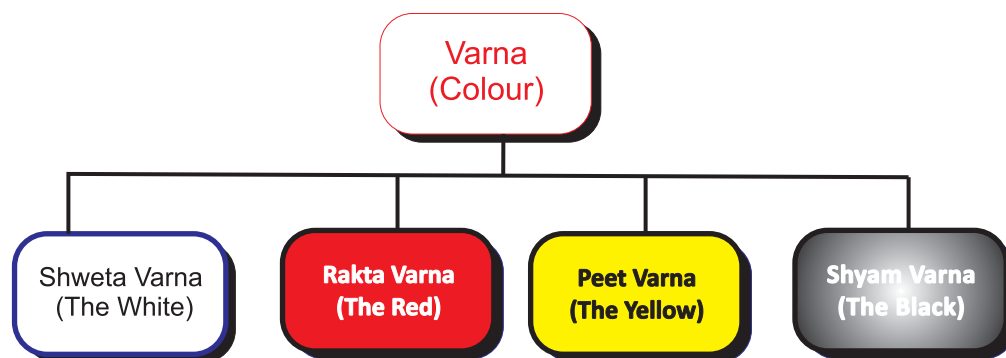 Varna
(Colour)
Shweta Varna
(The White)
Rakta Varna
(The Red)
Peet Varna
(The Yellow)
Shyam Varna
(The Black)